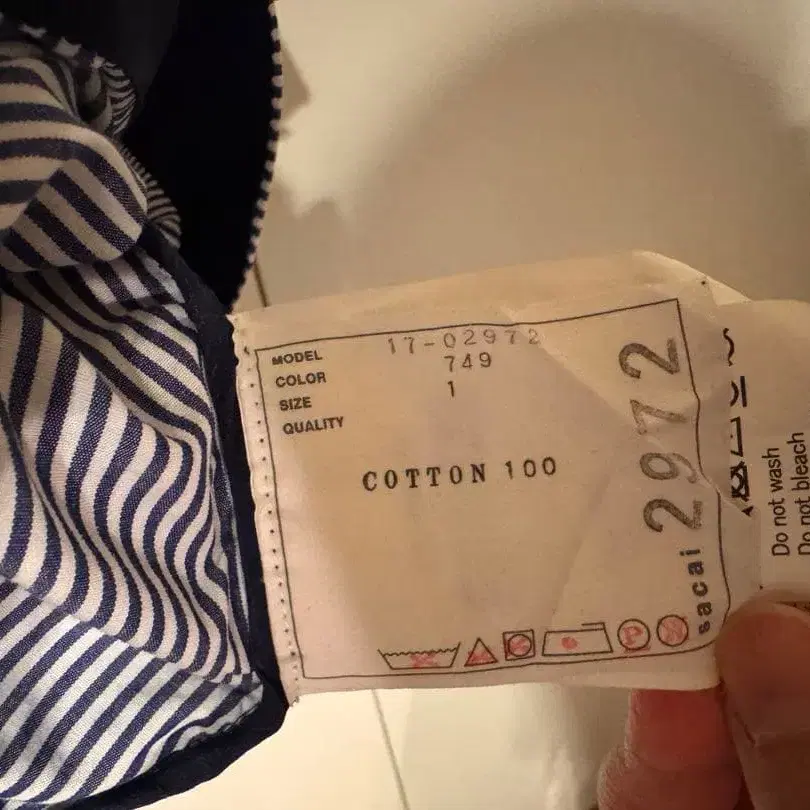 MODEL 17-02972
COLOR 749
SIZE 1
QUALITY
COTTON 100
sacai 2972
Do not wash
Do not bleach